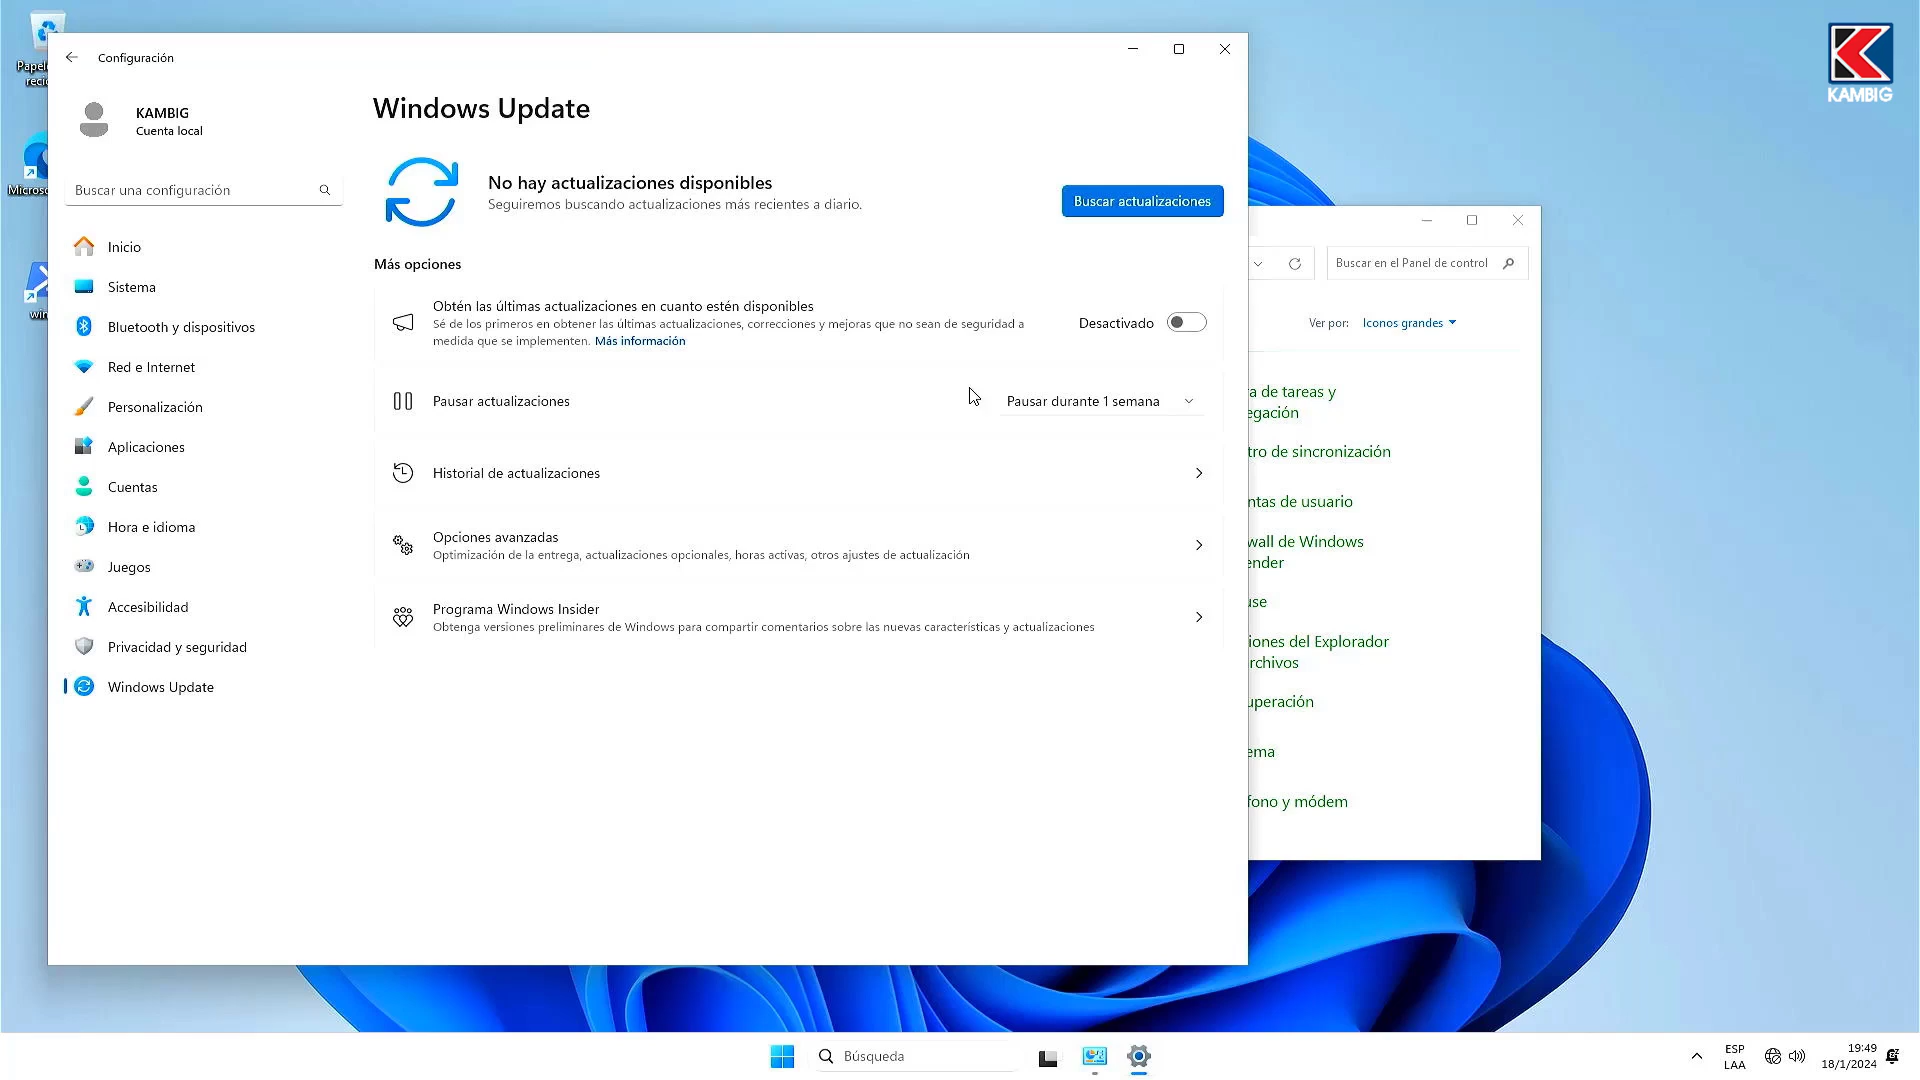 Configuración
KAMBIG
Cuenta local
Buscar una configuración
Inicio
Sistema
Bluetooth y dispositivos
Red e Internet
Personalización
Aplicaciones
Cuentas
Hora e idioma
Juegos
Accesibilidad
Privacidad y seguridad
Windows Update
Windows Update
No hay actualizaciones disponibles
Seguiremos buscando actualizaciones más recientes a diario.
Buscar actualizaciones
Más opciones
Obtén las últimas actualizaciones en cuanto estén disponibles
Sé de los primeros en obtener las últimas actualizaciones, correcciones y mejoras que no sean de seguridad a
medida que se implementen. Más información
Desactivado
Pausar actualizaciones
Pausar durante 1 semana
Historial de actualizaciones
Opciones avanzadas
Optimización de la entrega, actualizaciones opcionales, horas activas, otros ajustes de actualización
Programa Windows Insider
Obtenga versiones preliminares de Windows para compartir comentarios sobre las nuevas características y actualizaciones
Buscar en el Panel de control
Ver por: Iconos grandes
a de tareas y
egación
tro de sincronización
ntas de usuario
wall de Windows
ender
use
iones del Explorador
rchivos
uperación
ema
fono y módem
KAMBIG
Búsqueda
ESP
LAA
19:49
18/1/2024